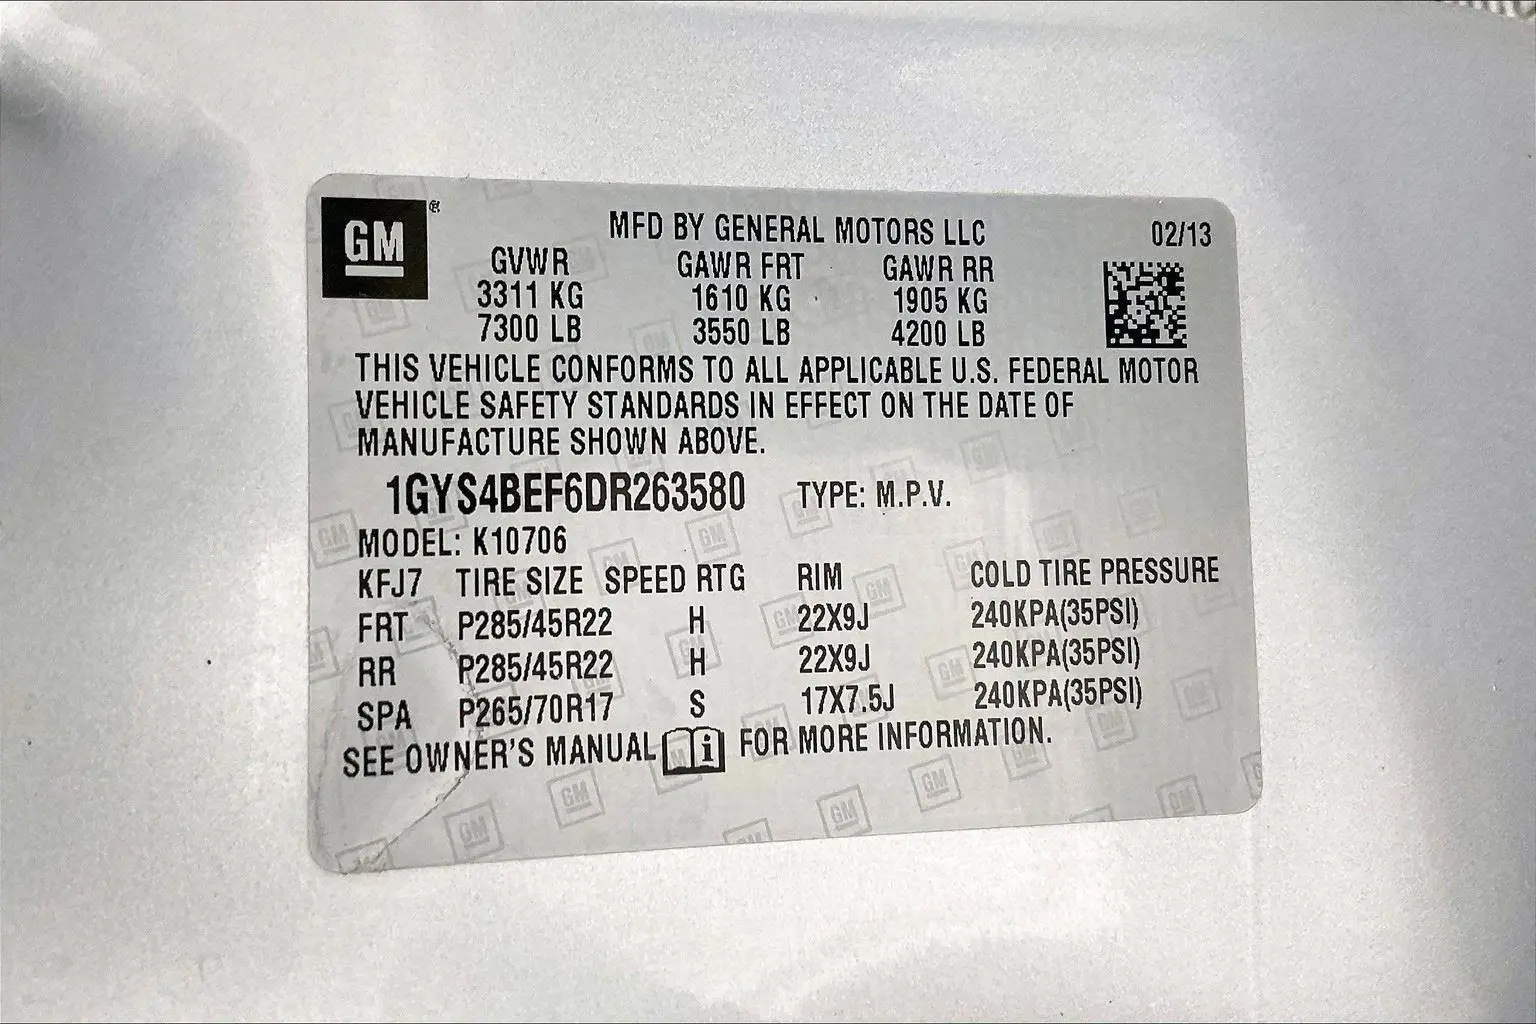 GM
MFD BY GENERAL MOTORS LLC 02/13
GVWR GAWR FRT GAWR RR
3311 KG 1610 KG 1905 KG
7300 LB 3550 LB 4200 LB
THIS VEHICLE CONFORMS TO ALL APPLICABLE U.S. FEDERAL MOTOR
VEHICLE SAFETY STANDARDS IN EFFECT ON THE DATE OF
MANUFACTURE SHOWN ABOVE.
1GYS4BEF6DR263580 TYPE: M.P.V.
MODEL: K10706
KFJ7 TIRE SIZE SPEED RTG RIM COLD TIRE PRESSURE
FRT P285/45R22 H 22X9J 240KPA(35PSI)
RR P285/45R22 H 22X9J 240KPA(35PSI)
SPA P265/70R17 S 17X7.5J 240KPA(35PSI)
SEE OWNER'S MANUAL i FOR MORE INFORMATION.